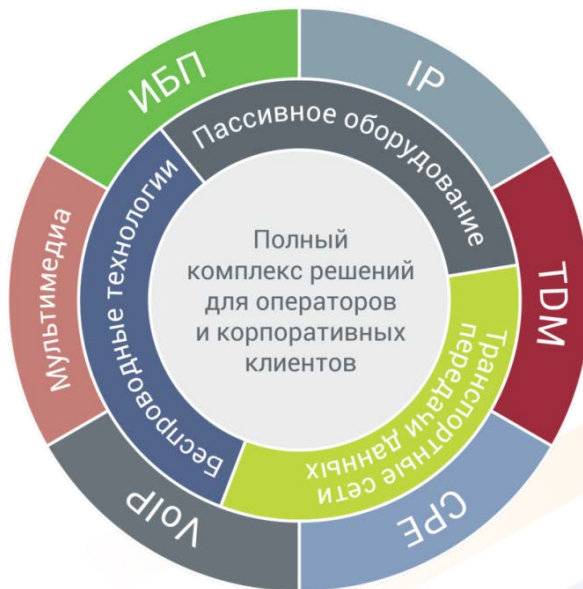 ИБП
IP
TDM
CPE
VoIP
Мультимедиа
Пассивное оборудование
Транспортные сети
передачи данных
Беспроводные технологии
Полный
комплекс решений
для операторов
и корпоративных
клиентов